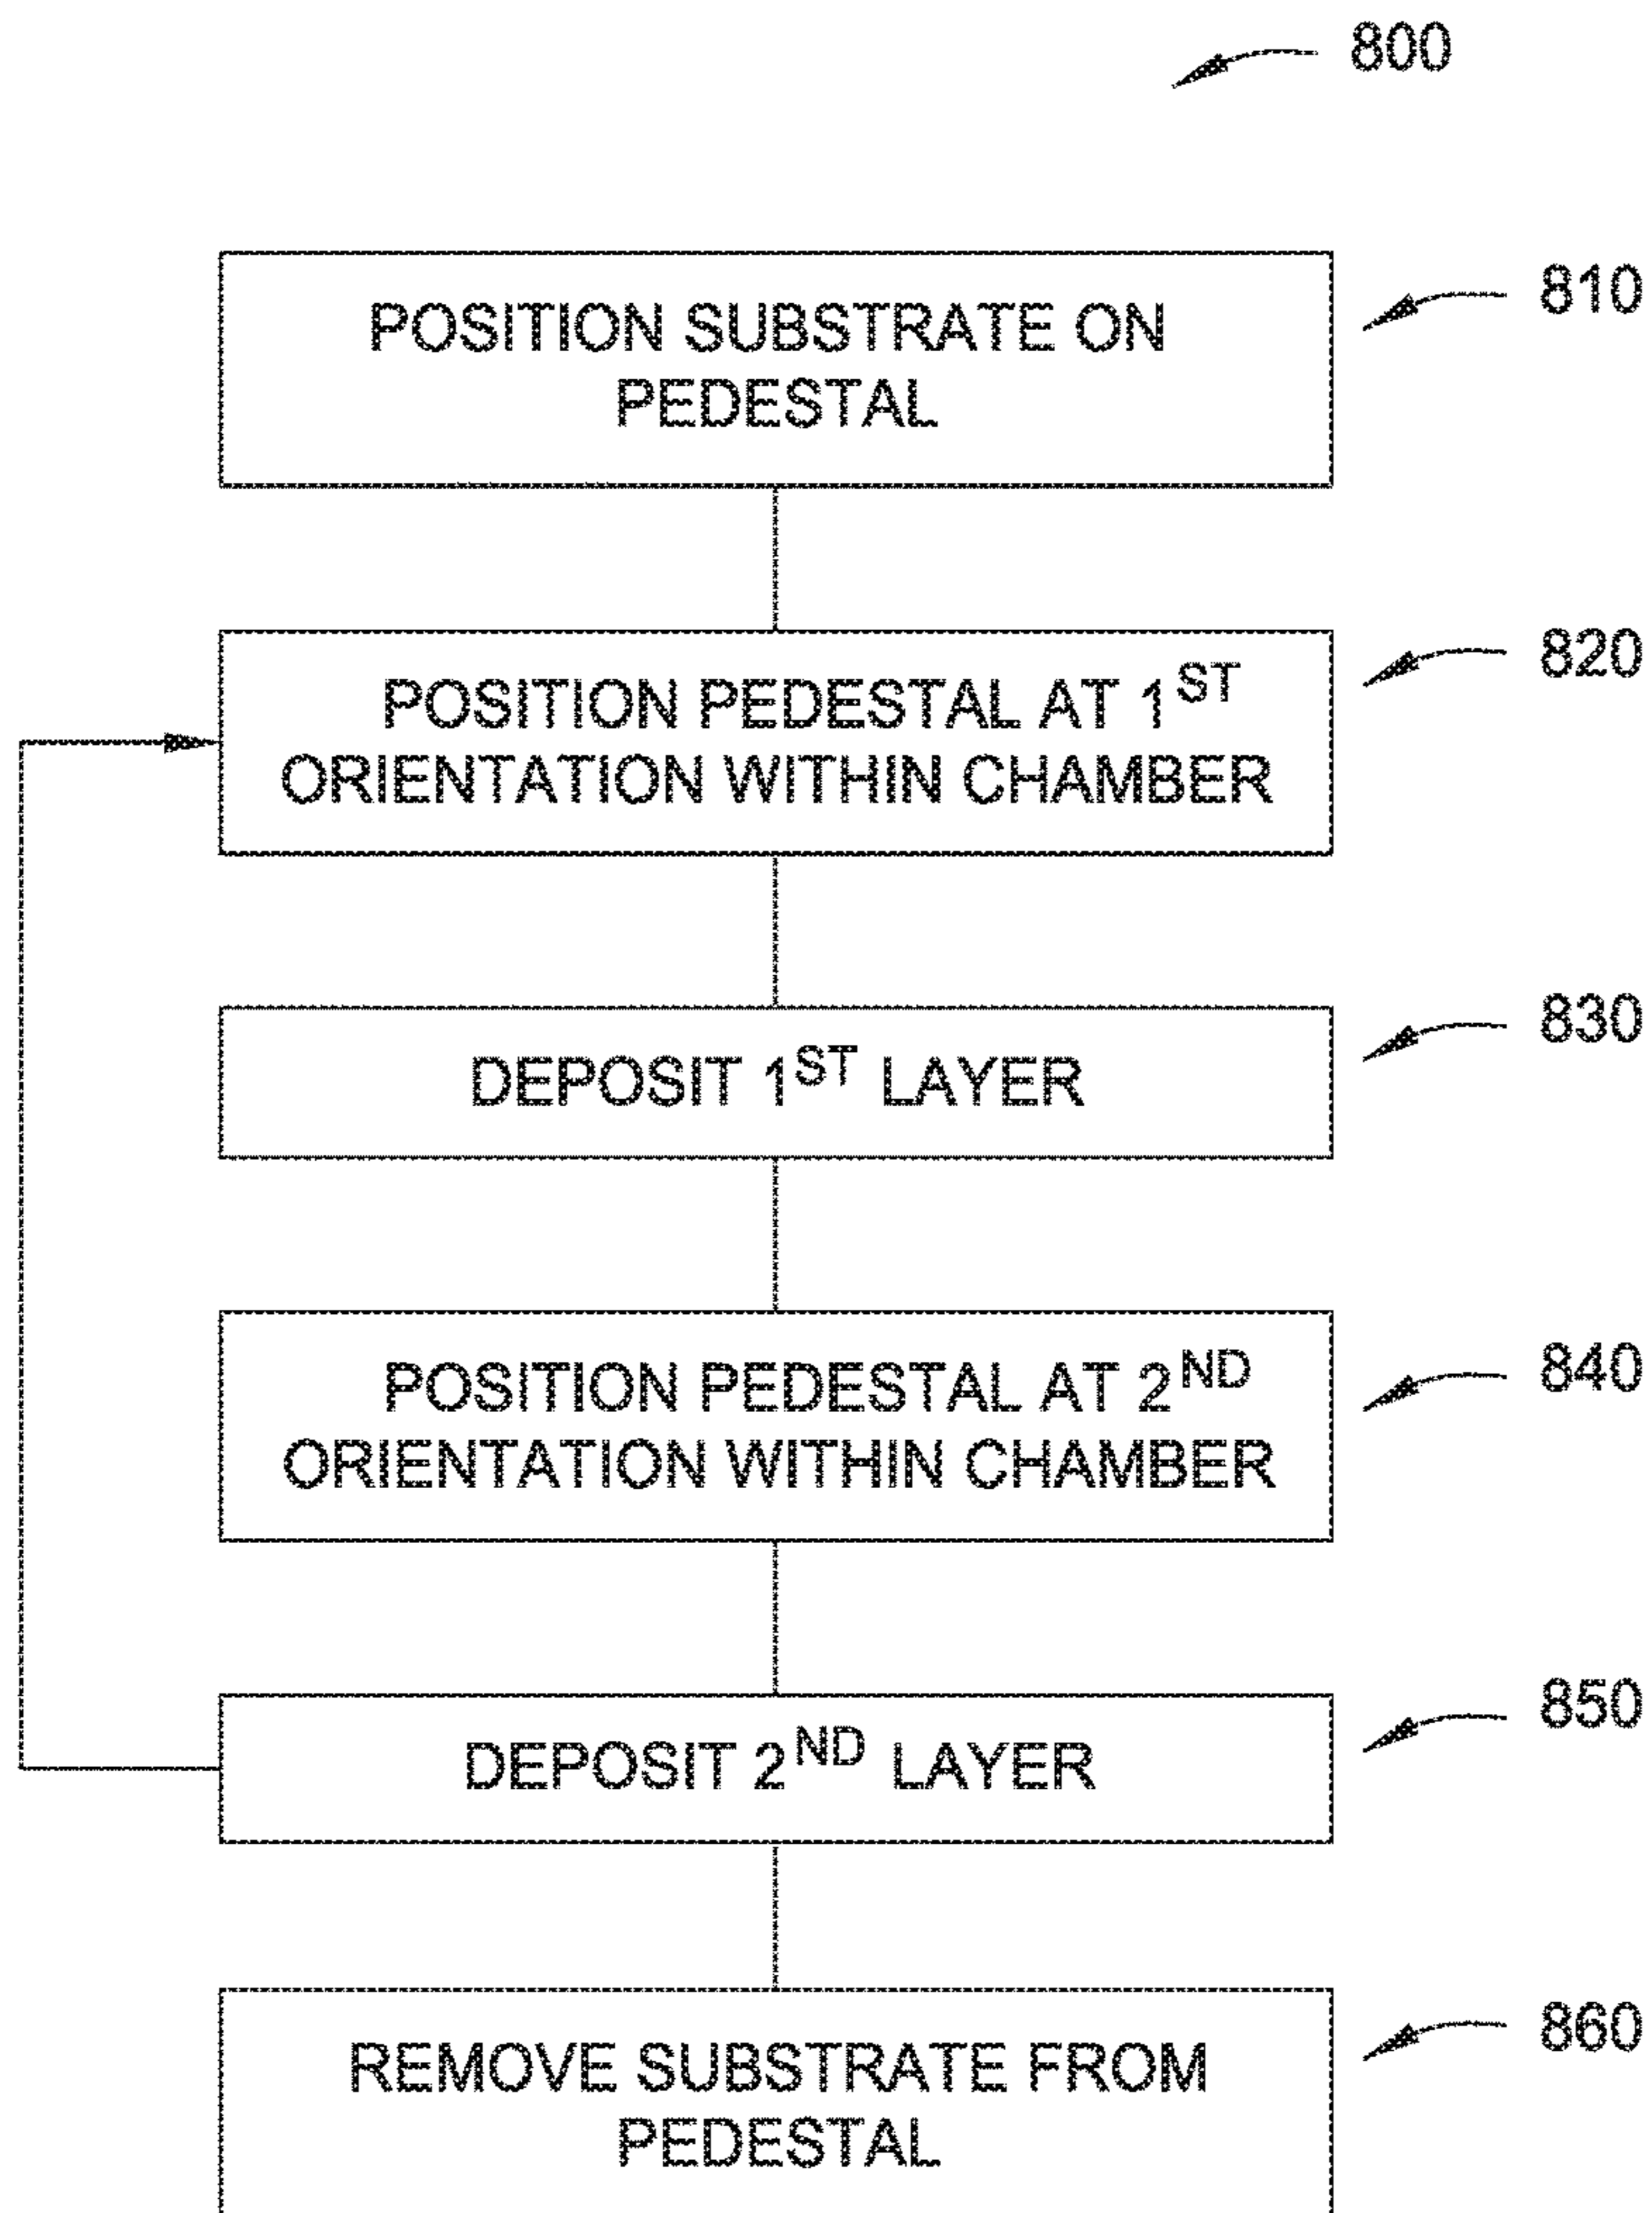 800
POSITION SUBSTRATE ON
PEDESTAL
810
POSITION PEDESTAL AT 1ST
ORIENTATION WITHIN CHAMBER
820
DEPOSIT 1ST LAYER
830
POSITION PEDESTAL AT 2ND
ORIENTATION WITHIN CHAMBER
840
DEPOSIT 2ND LAYER
850
REMOVE SUBSTRATE FROM
PEDESTAL
860